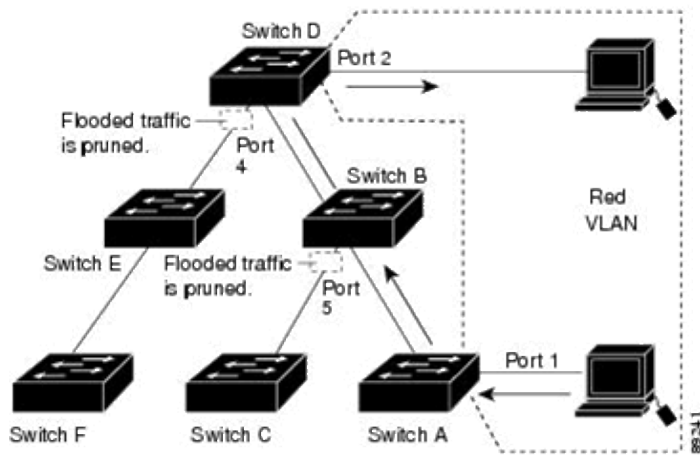 Switch D
Port 2
Flooded traffic
is pruned.
Port
4
Switch B
Red
VLAN
Switch E
Flooded traffic
is pruned.
Port
5
Port 1
Switch F
Switch C
Switch A